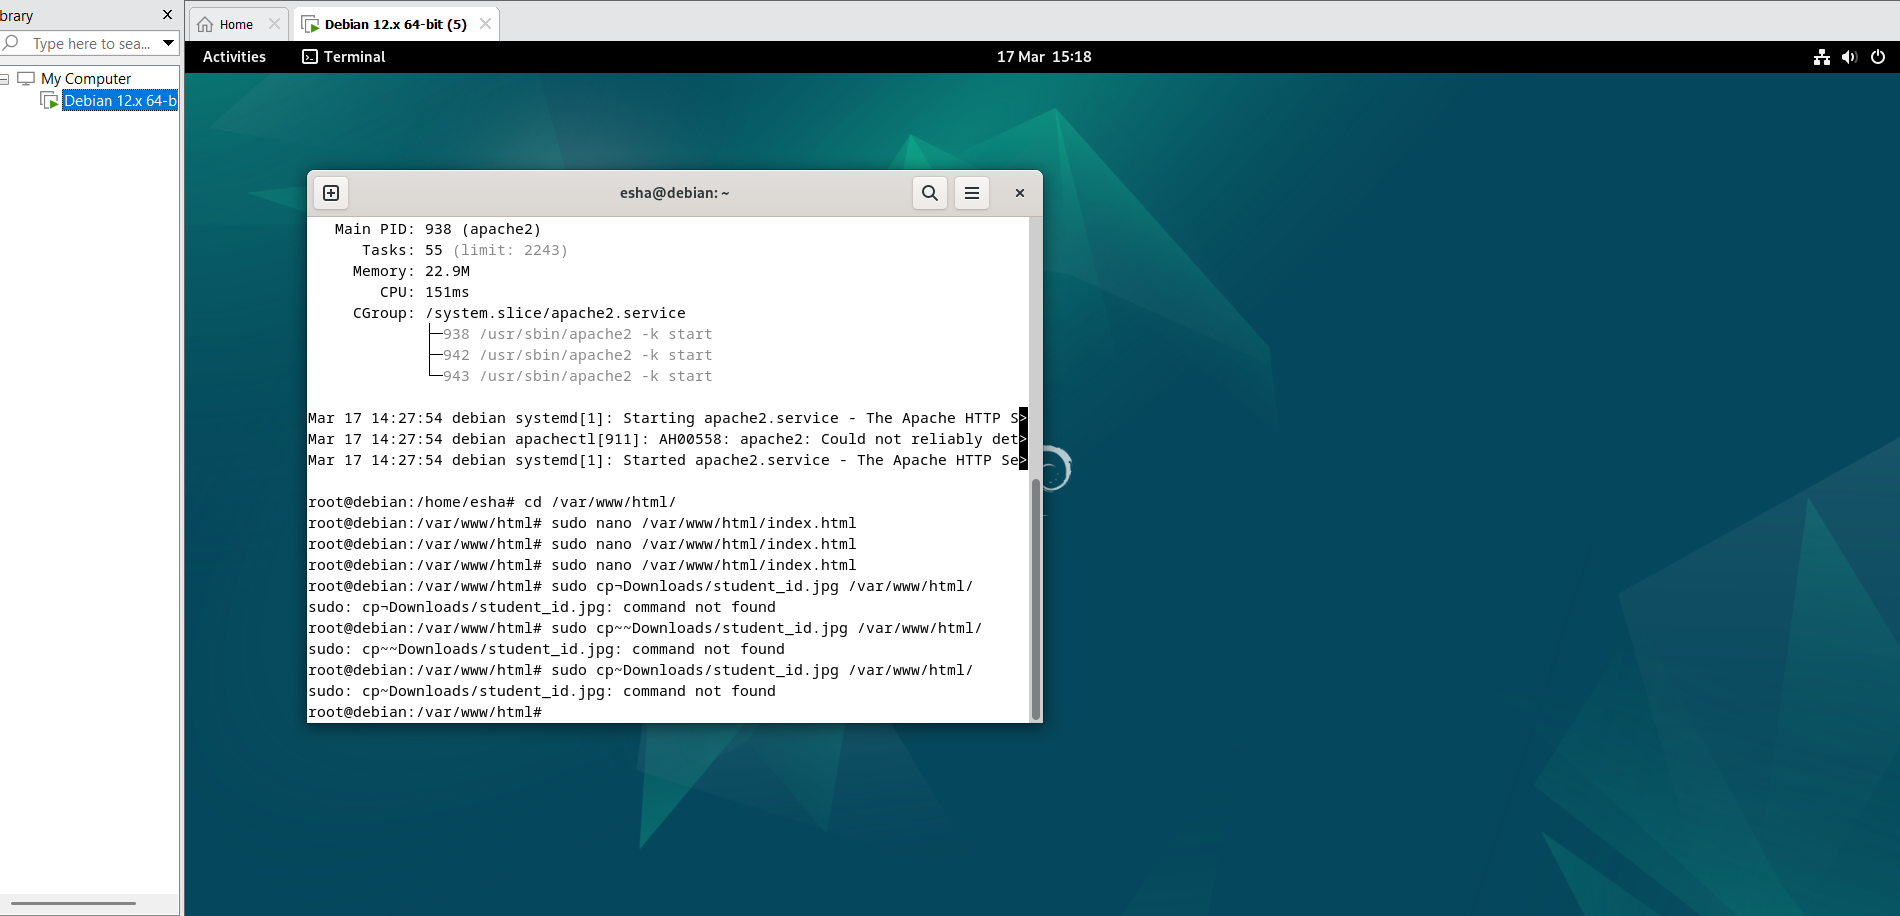 brary
Type here to sea...
My Computer
Debian 12.x 64-b
Home
Debian 12.x 64-bit (5)
Activities
Terminal
17 Mar 15:18
esha@debian: ~
Main PID: 938 (apache2)
Tasks: 55 (limit: 2243)
Memory: 22.9M
CPU: 151ms
CGroup: /system.slice/apache2.service
├─938 /usr/sbin/apache2 -k start
├─942 /usr/sbin/apache2 -k start
└─943 /usr/sbin/apache2 -k start
Mar 17 14:27:54 debian systemd[1]: Starting apache2.service - The Apache HTTP S>
Mar 17 14:27:54 debian apachectl[911]: AH00558: apache2: Could not reliably det>
Mar 17 14:27:54 debian systemd[1]: Started apache2.service - The Apache HTTP Se>
root@debian:/home/esha# cd /var/www/html/
root@debian:/var/www/html# sudo nano /var/www/html/index.html
root@debian:/var/www/html# sudo nano /var/www/html/index.html
root@debian:/var/www/html# sudo nano /var/www/html/index.html
root@debian:/var/www/html# sudo cp¬Downloads/student_id.jpg /var/www/html/
sudo: cp¬Downloads/student_id.jpg: command not found
root@debian:/var/www/html# sudo cp~~Downloads/student_id.jpg /var/www/html/
sudo: cp~~Downloads/student_id.jpg: command not found
root@debian:/var/www/html# sudo cp~Downloads/student_id.jpg /var/www/html/
sudo: cp~Downloads/student_id.jpg: command not found
root@debian:/var/www/html#